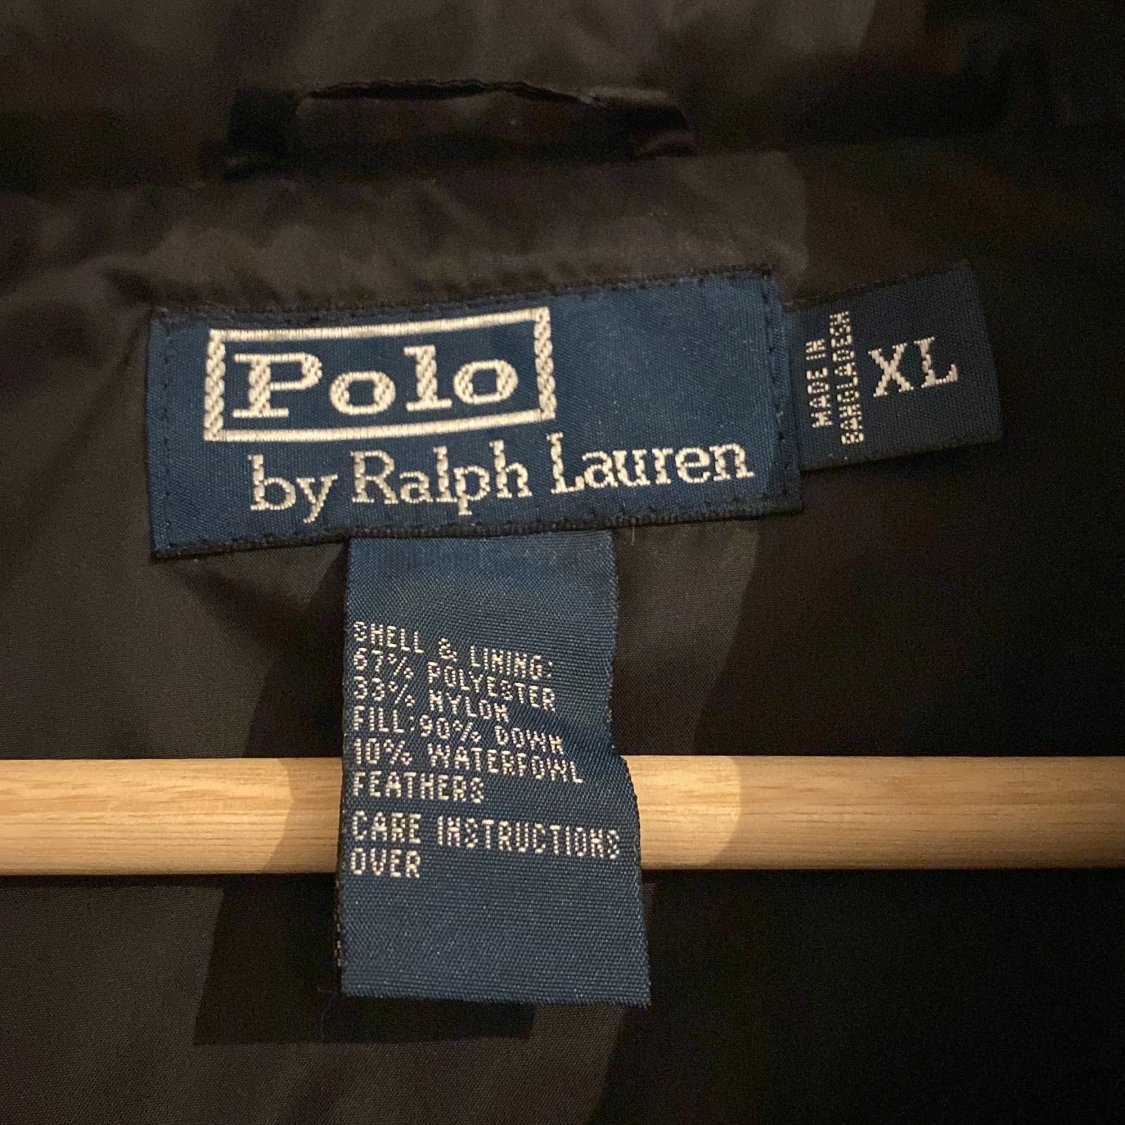 Polo
by Ralph Lauren
MADE IN
BANGLADESH
XL
SHELL & LINING:
67% POLYESTER
33% NYLON
FILL:90% DOWN
10% WATERFOWL
FEATHERS
CARE INSTRUCTIONS
OVER